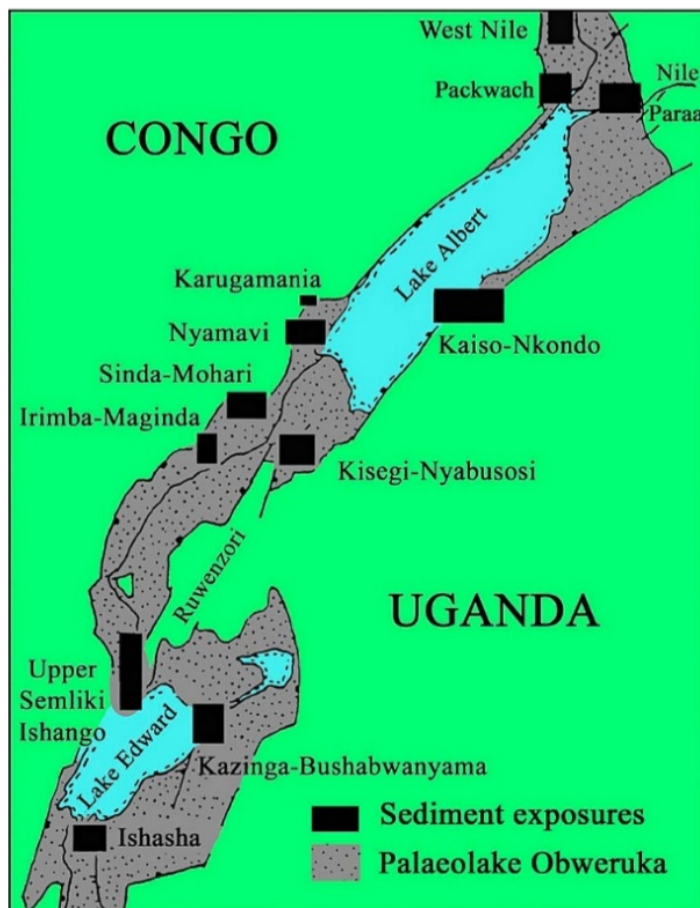 West Nile
Packwach
Nile
Paraa
CONGO
Lake Albert
Karugamania
Nyamavi
Kaiso-Nkondo
Sinda-Mohari
Irimba-Maginda
Kisegi-Nyabusosi
Ruwenzori
UGANDA
Upper
Semliki
Ishango
Lake Edward
Kazinga-Bushabwanyama
Sediment exposures
Ishasha
Palaeolake Obweruka